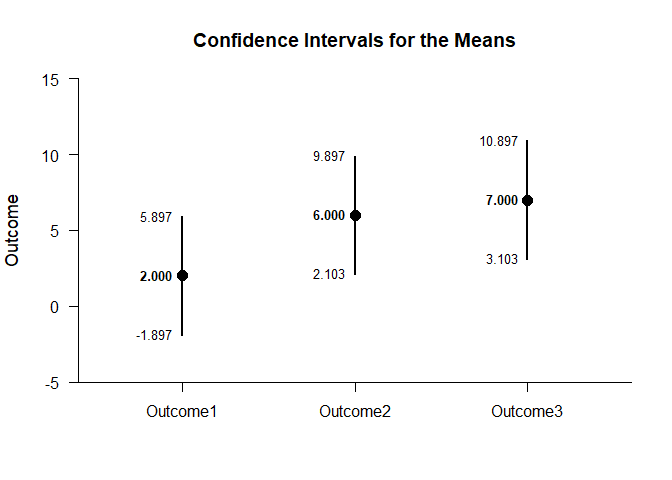 Confidence Intervals for the Means
Outcome
15
10
5
0
-5
5.897
2.000
-1.897
9.897
6.000
2.103
10.897
7.000
3.103
Outcome1
Outcome2
Outcome3